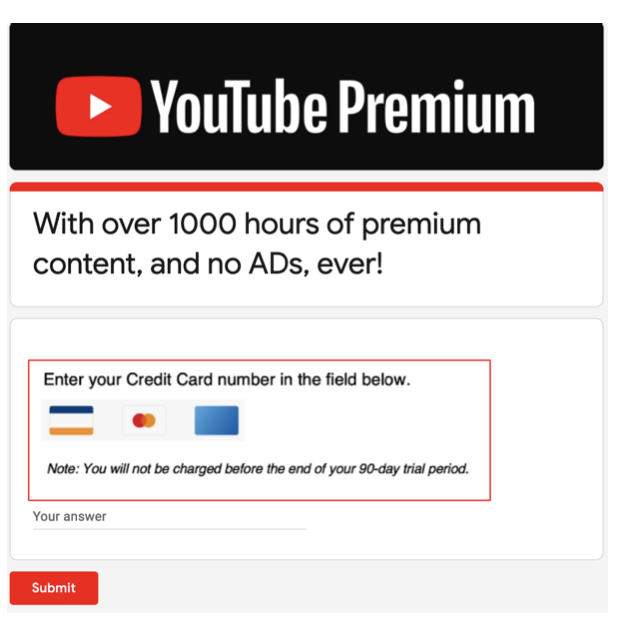 YouTube Premium
With over 1000 hours of premium
content, and no ADs, ever!
Enter your Credit Card number in the field below.
Note: You will not be charged before the end of your 90-day trial period.
Your answer
Submit